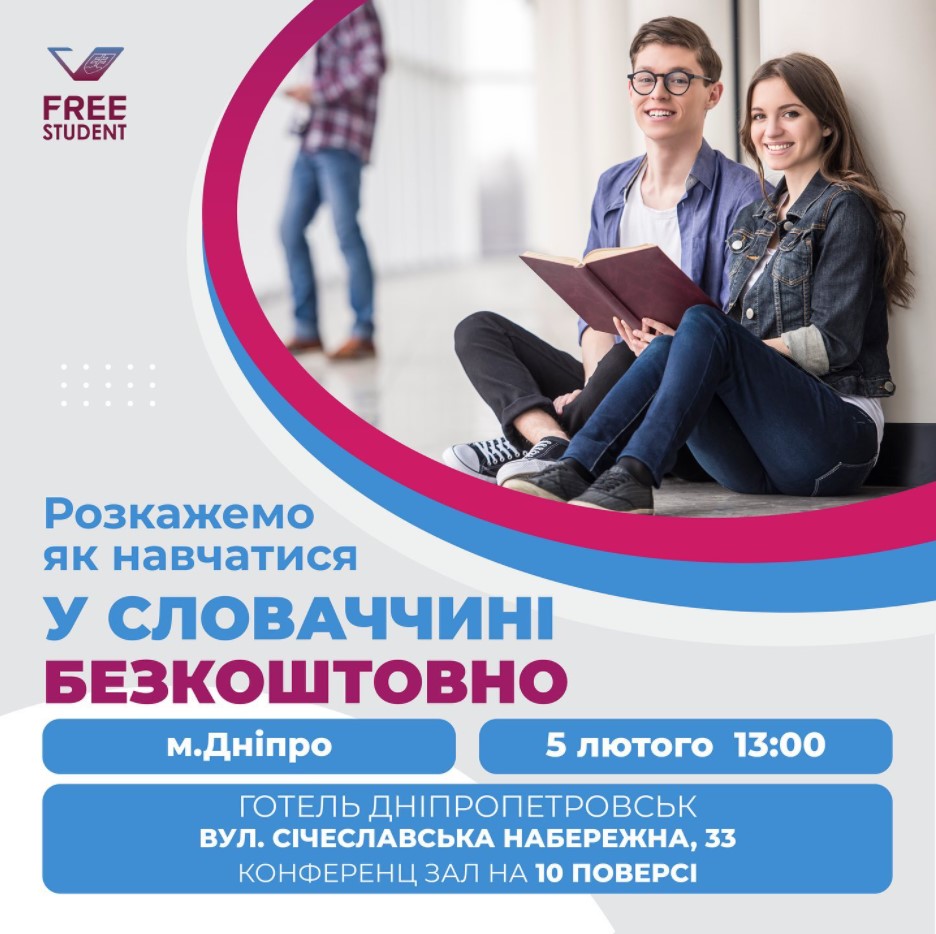 FREE
STUDENT
Розкажемо
як навчатися
У СЛОВАЧЧИНІ
БЕЗКОШТОВНО
м.Дніпро
5 лютого 13:00
ГОТЕЛЬ ДНІПРОПЕТРОВСЬК
ВУЛ. СІЧЕСЛАВСЬКА НАБЕРЕЖНА, 33
КОНФЕРЕНЦ ЗАЛ НА 10 ПОВЕРСІ